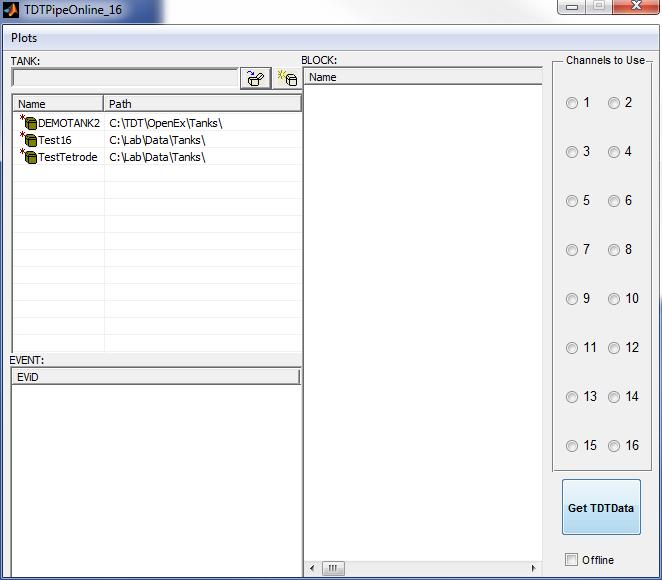 TDTPipeOnline_16
Plots
TANK:
Name Path
DEMOTANK2 C:\TDT\OpenEx\Tanks\
Test16 C:\Lab\Data\Tanks\
TestTetrode C:\Lab\Data\Tanks\
EVENT:
EViD
BLOCK:
Name
Channels to Use
1 2
3 4
5 6
7 8
9 10
11 12
13 14
15 16
Get TDTData
Offline